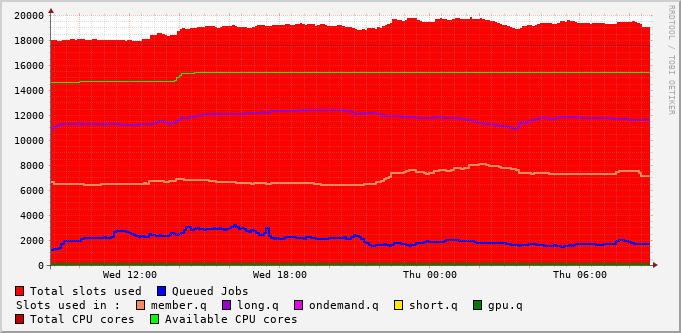 20000
18000
16000
14000
12000
10000
8000
6000
4000
2000
0
Wed 12:00 Wed 18:00 Thu 00:00 Thu 06:00
RRDTOOL / TOBI OETIKER
Total slots used Queued Jobs
Slots used in : member.q long.q ondemand.q short.q gpu.q
Total CPU cores Available CPU cores